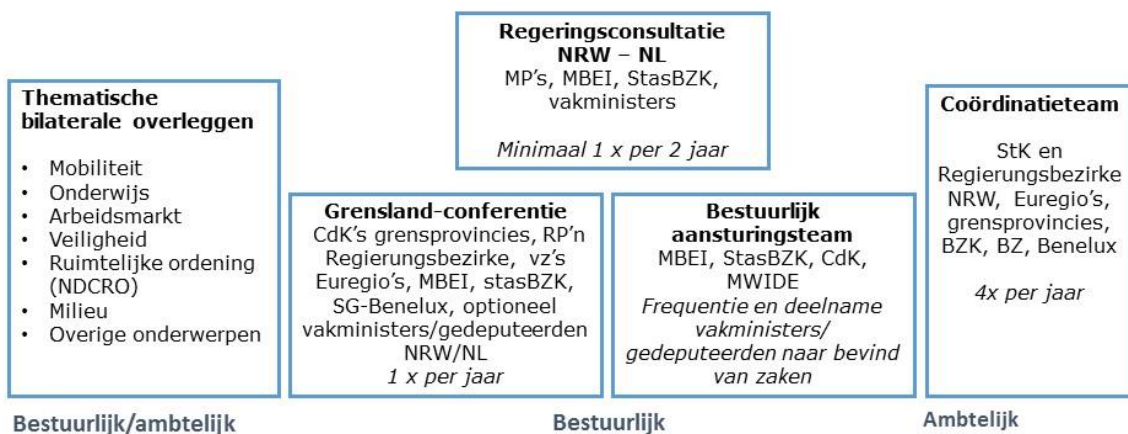 Regeringsconsultatie
NRW – NL
MP's, MBEI, StasBZK,
vakministers
Minimaal 1 x per 2 jaar
Thematische
bilaterale overleggen
• Mobiliteit
• Onderwijs
• Arbeidsmarkt
• Veiligheid
• Ruimtelijke ordening
(NDCRO)
• Milieu
• Overige onderwerpen
Grensland-conferentie
CdK's grensprovincies, RP'n
Regierungsbezirke, vz's
Euregio's, MBEI, stasBZK,
SG-Benelux, optioneel
vakministers/gedeputeerden
NRW/NL
1 x per jaar
Bestuurlijk
aansturingsteam
MBEI, StasBZK, CdK,
MWIDE
Frequentie en deelname
vakministers/
gedeputeerden naar bevind
van zaken
Coördinatieteam
StK en
Regierungsbezirke
NRW, Euregio's,
grensprovincies,
BZK, BZ, Benelux
4x per jaar
Bestuurlijk/ambtelijk
Bestuurlijk
Ambtelijk